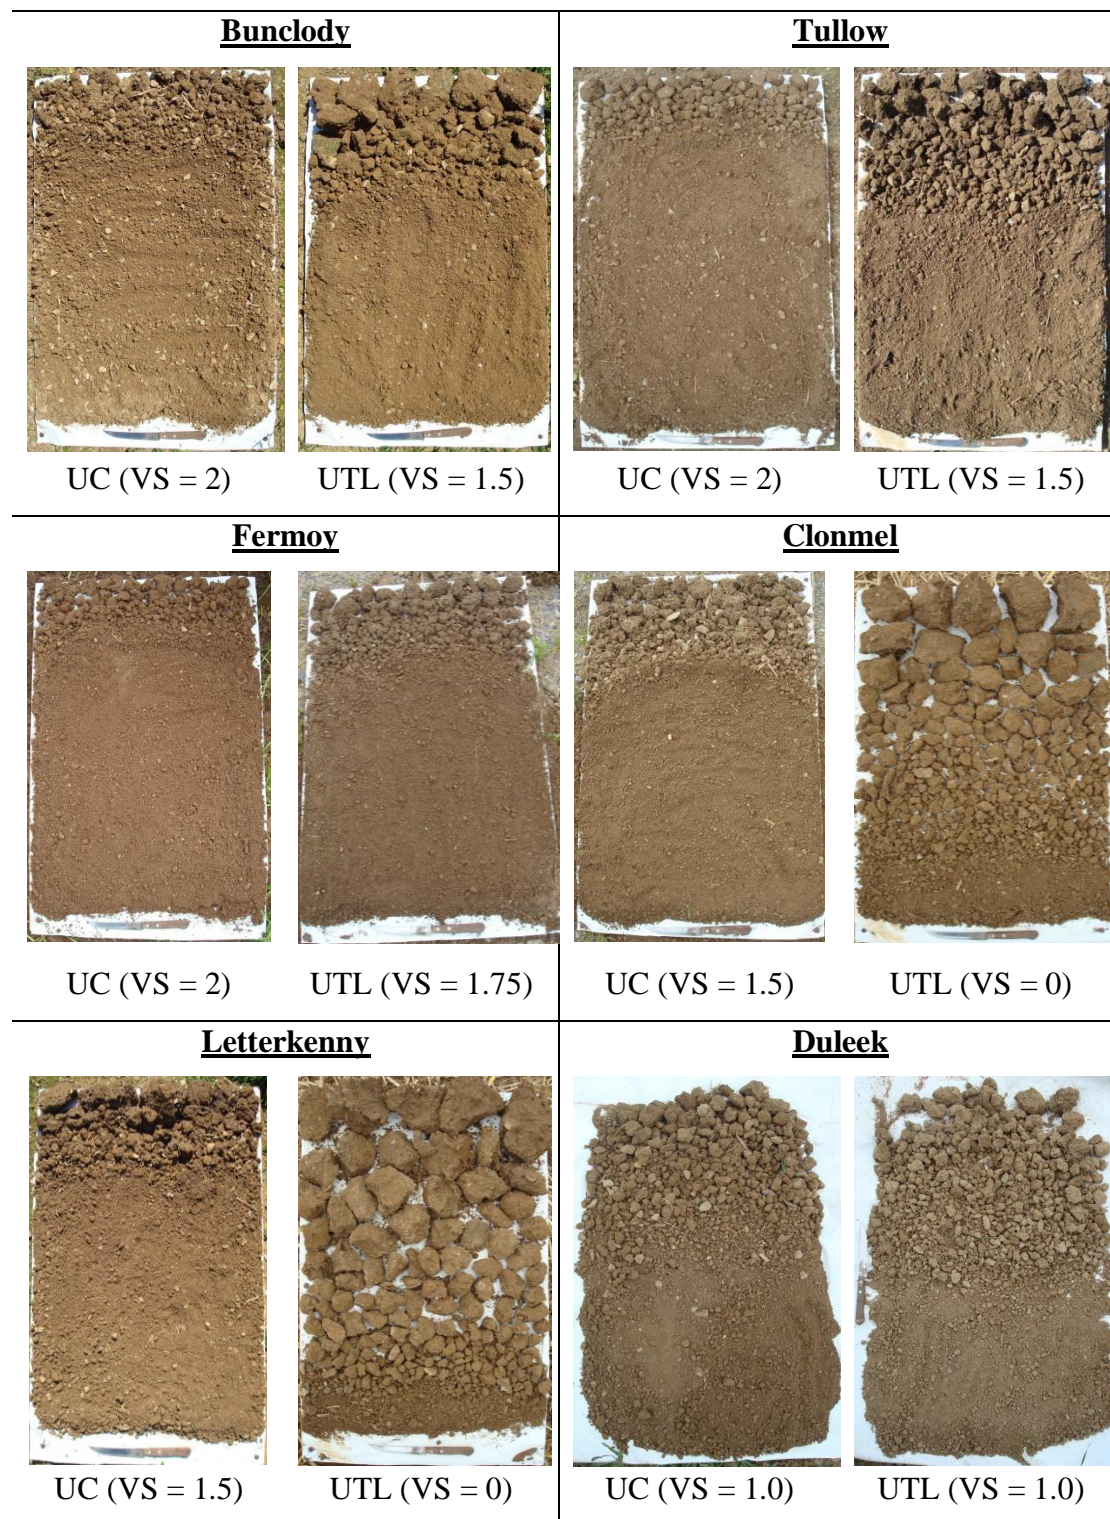 Bunclody
Tullow
UC (VS = 2)
UTL (VS = 1.5)
UC (VS = 2)
UTL (VS = 1.5)
Fermoy
Clonmel
UC (VS = 2)
UTL (VS = 1.75)
UC (VS = 1.5)
UTL (VS = 0)
Letterkenny
Duleek
UC (VS = 1.5)
UTL (VS = 0)
UC (VS = 1.0)
UTL (VS = 1.0)